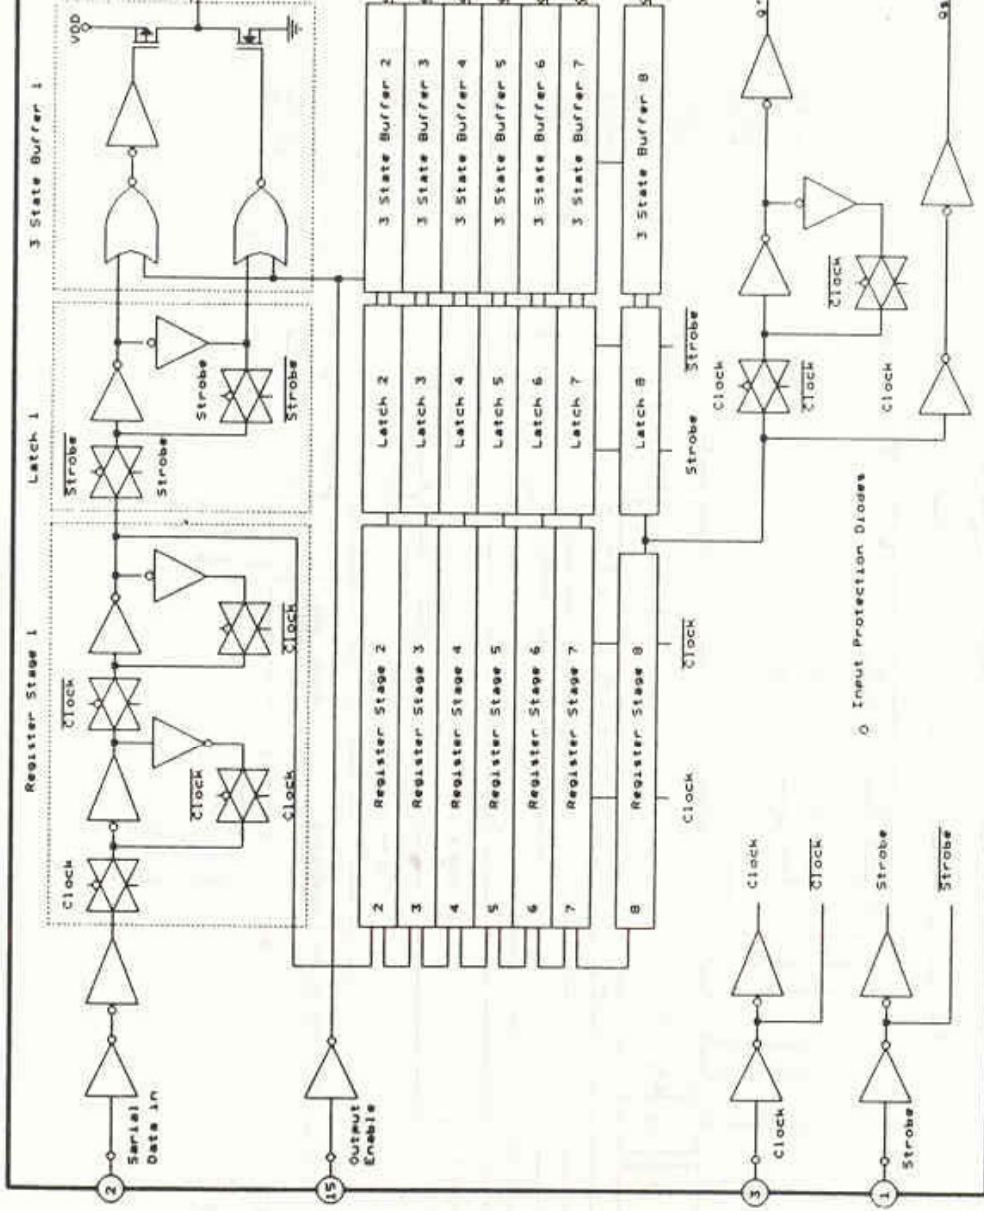 Register Stage 1
Latch 1
3 State Buffer 1
VDD
2
Serial
Data in
Clock
Clock
Clock
Clock
Clock
Strobe
Strobe
Strobe
Strobe
15
Output
Enable
2
Register Stage 2
Latch 2
3 State Buffer 2
3
Register Stage 3
Latch 3
3 State Buffer 3
4
Register Stage 4
Latch 4
3 State Buffer 4
5
Register Stage 5
Latch 5
3 State Buffer 5
6
Register Stage 6
Latch 6
3 State Buffer 6
7
Register Stage 7
Latch 7
3 State Buffer 7
8
Register Stage 8
Latch 8
3 State Buffer 8
Clock
Clock
Strobe
Strobe
3
Clock
Clock
Clock
Clock
Clock
Clock
Clock
1
Strobe
Strobe
Strobe
Input Protection Diodes